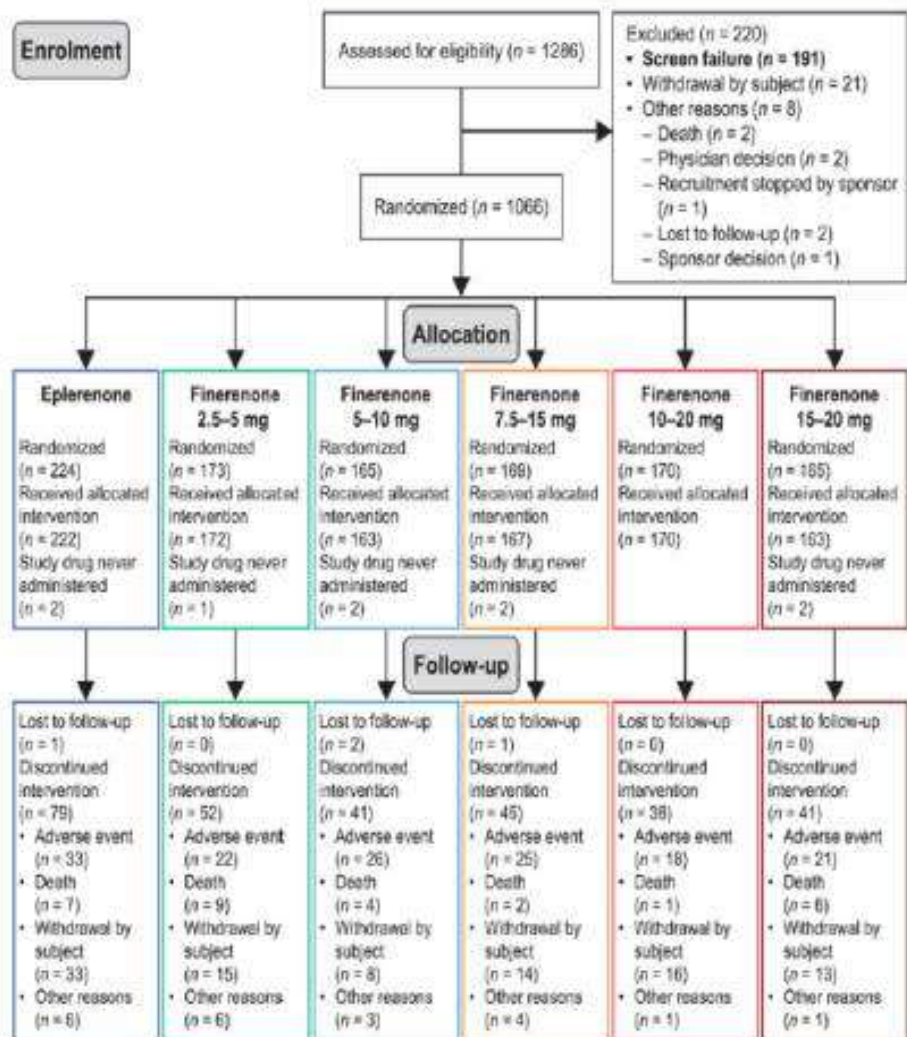 Enrolment
Assessed for eligibility (n = 1286)
Excluded (n = 220)
• Screen failure (n = 191)
• Withdrawal by subject (n = 21)
• Other reasons (n = 8)
– Death (n = 2)
– Physician decision (n = 2)
– Recruitment stopped by sponsor
(n = 1)
– Lost to follow-up (n = 2)
– Sponsor decision (n = 1)
Randomized (n = 1066)
Allocation
Eplerenone
Randomized
(n = 224)
Received allocated
intervention
(n = 222)
Study drug never
administered
(n = 2)
Finerenone
2.5–5 mg
Randomized
(n = 173)
Received allocated
intervention
(n = 172)
Study drug never
administered
(n = 1)
Finerenone
5–10 mg
Randomized
(n = 165)
Received allocated
intervention
(n = 163)
Study drug never
administered
(n = 2)
Finerenone
7.5–15 mg
Randomized
(n = 169)
Received allocated
intervention
(n = 167)
Study drug never
administered
(n = 2)
Finerenone
10–20 mg
Randomized
(n = 170)
Received allocated
intervention
(n = 170)
Finerenone
15–20 mg
Randomized
(n = 165)
Received allocated
intervention
(n = 163)
Study drug never
administered
(n = 2)
Follow-up
Lost to follow-up
(n = 1)
Discontinued
intervention
(n = 79)
• Adverse event
(n = 33)
• Death
(n = 7)
• Withdrawal by
subject
(n = 33)
• Other reasons
(n = 6)
Lost to follow-up
(n = 0)
Discontinued
intervention
(n = 52)
• Adverse event
(n = 22)
• Death
(n = 9)
• Withdrawal by
subject
(n = 15)
• Other reasons
(n = 6)
Lost to follow-up
(n = 2)
Discontinued
intervention
(n = 41)
• Adverse event
(n = 26)
• Death
(n = 4)
• Withdrawal by
subject
(n = 8)
• Other reasons
(n = 3)
Lost to follow-up
(n = 1)
Discontinued
intervention
(n = 45)
• Adverse event
(n = 25)
• Death
(n = 2)
• Withdrawal by
subject
(n = 14)
• Other reasons
(n = 4)
Lost to follow-up
(n = 0)
Discontinued
intervention
(n = 36)
• Adverse event
(n = 18)
• Death
(n = 1)
• Withdrawal by
subject
(n = 16)
• Other reasons
(n = 1)
Lost to follow-up
(n = 0)
Discontinued
intervention
(n = 41)
• Adverse event
(n = 21)
• Death
(n = 6)
• Withdrawal by
subject
(n = 13)
• Other reasons
(n = 1)